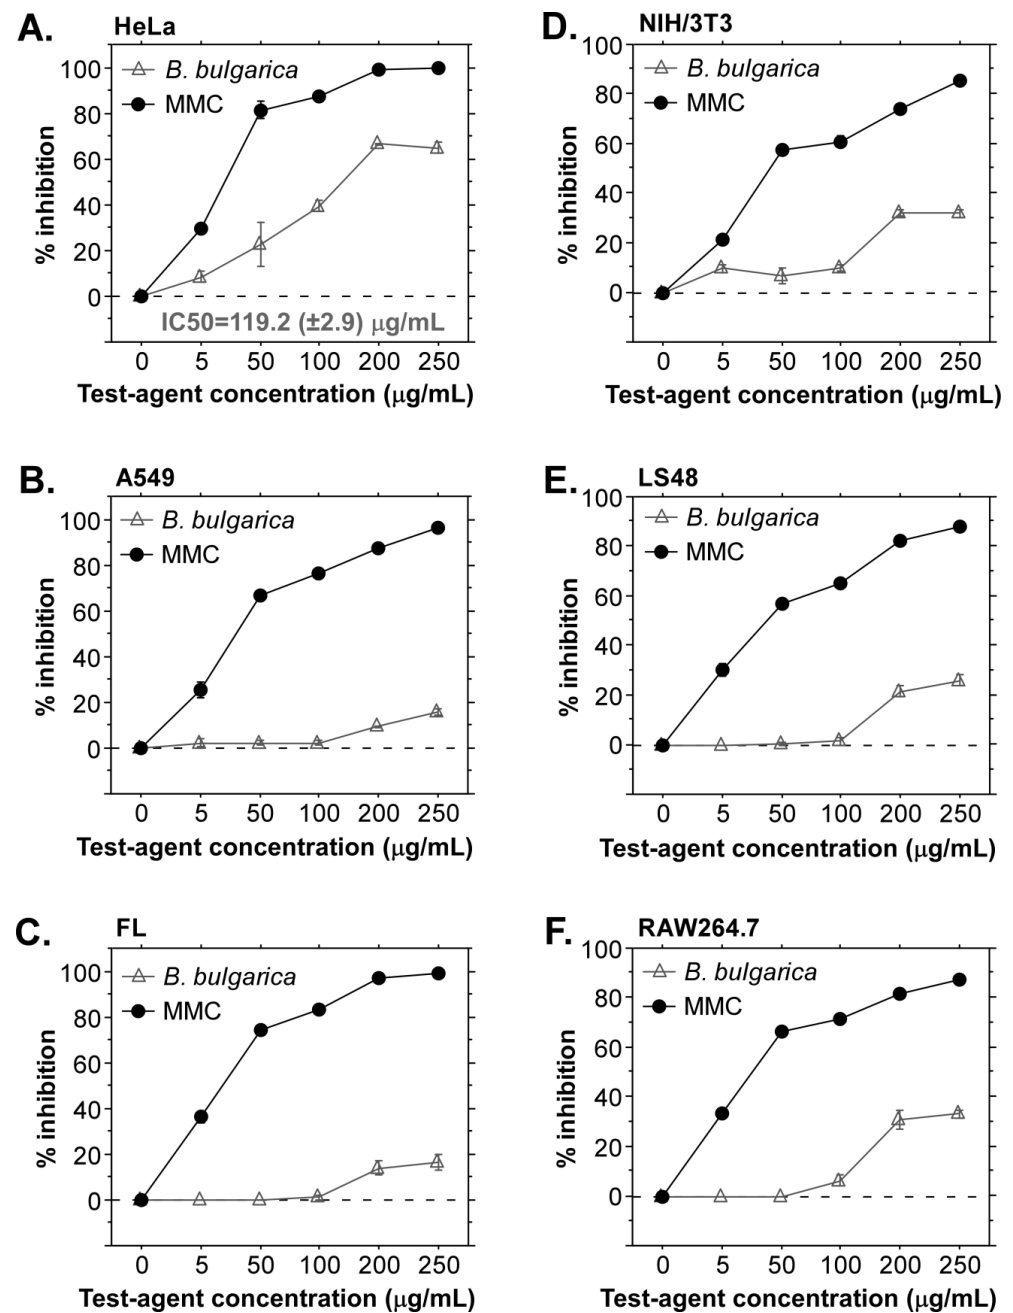 A. HeLa
B. bulgarica
MMC
100
80
60
40
20
0
% inhibition
IC50=119.2 (±2.9) μg/mL
0 5 50 100 200 250
Test-agent concentration (μg/mL)
D. NIH/3T3
B. bulgarica
MMC
100
80
60
40
20
0
% inhibition
0 5 50 100 200 250
Test-agent concentration (μg/mL)
B. A549
B. bulgarica
MMC
100
80
60
40
20
0
% inhibition
0 5 50 100 200 250
Test-agent concentration (μg/mL)
E. LS48
B. bulgarica
MMC
100
80
60
40
20
0
% inhibition
0 5 50 100 200 250
Test-agent concentration (μg/mL)
C. FL
B. bulgarica
MMC
100
80
60
40
20
0
% inhibition
0 5 50 100 200 250
Test-agent concentration (μg/mL)
F. RAW264.7
B. bulgarica
MMC
100
80
60
40
20
0
% inhibition
0 5 50 100 200 250
Test-agent concentration (μg/mL)